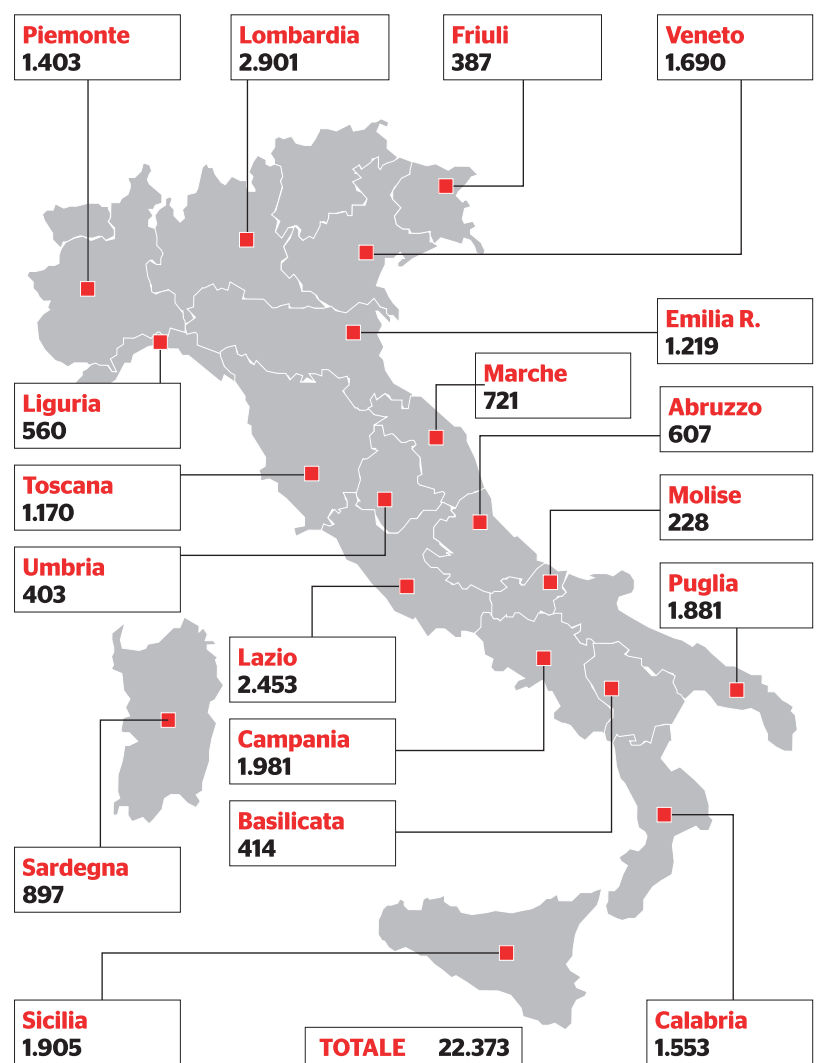 Piemonte
1.403
Lombardia
2.901
Friuli
387
Veneto
1.690
Emilia R.
1.219
Marche
721
Liguria
560
Abruzzo
607
Toscana
1.170
Molise
228
Umbria
403
Puglia
1.881
Lazio
2.453
Campania
1.981
Basilicata
414
Sardegna
897
Sicilia
1.905
Calabria
1.553
TOTALE 22.373